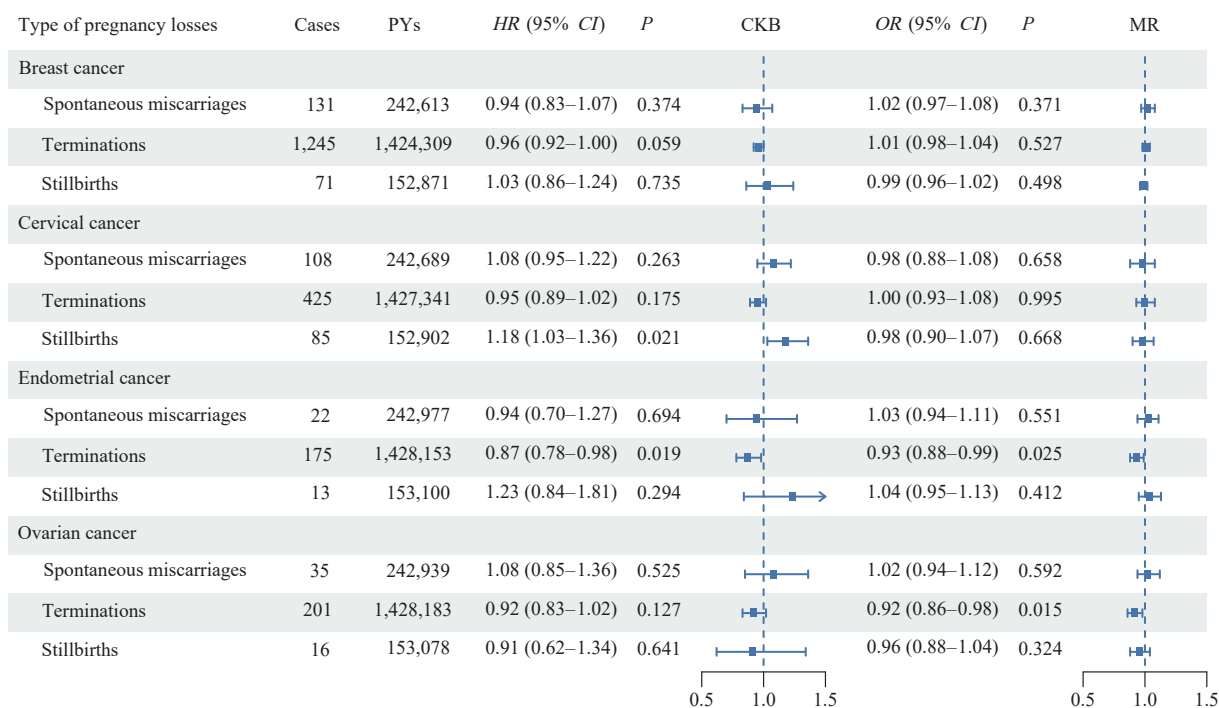 Type of pregnancy losses Cases PYs HR (95% CI) P CKB OR (95% CI) P MR
Breast cancer
Spontaneous miscarriages 131 242,613 0.94 (0.83–1.07) 0.374 1.02 (0.97–1.08) 0.371
Terminations 1,245 1,424,309 0.96 (0.92–1.00) 0.059 1.01 (0.98–1.04) 0.527
Stillbirths 71 152,871 1.03 (0.86–1.24) 0.735 0.99 (0.96–1.02) 0.498
Cervical cancer
Spontaneous miscarriages 108 242,689 1.08 (0.95–1.22) 0.263 0.98 (0.88–1.08) 0.658
Terminations 425 1,427,341 0.95 (0.89–1.02) 0.175 1.00 (0.93–1.08) 0.995
Stillbirths 85 152,902 1.18 (1.03–1.36) 0.021 0.98 (0.90–1.07) 0.668
Endometrial cancer
Spontaneous miscarriages 22 242,977 0.94 (0.70–1.27) 0.694 1.03 (0.94–1.11) 0.551
Terminations 175 1,428,153 0.87 (0.78–0.98) 0.019 0.93 (0.88–0.99) 0.025
Stillbirths 13 153,100 1.23 (0.84–1.81) 0.294 1.04 (0.95–1.13) 0.412
Ovarian cancer
Spontaneous miscarriages 35 242,939 1.08 (0.85–1.36) 0.525 1.02 (0.94–1.12) 0.592
Terminations 201 1,428,183 0.92 (0.83–1.02) 0.127 0.92 (0.86–0.98) 0.015
Stillbirths 16 153,078 0.91 (0.62–1.34) 0.641 0.96 (0.88–1.04) 0.324
0.5 1.0 1.5 0.5 1.0 1.5